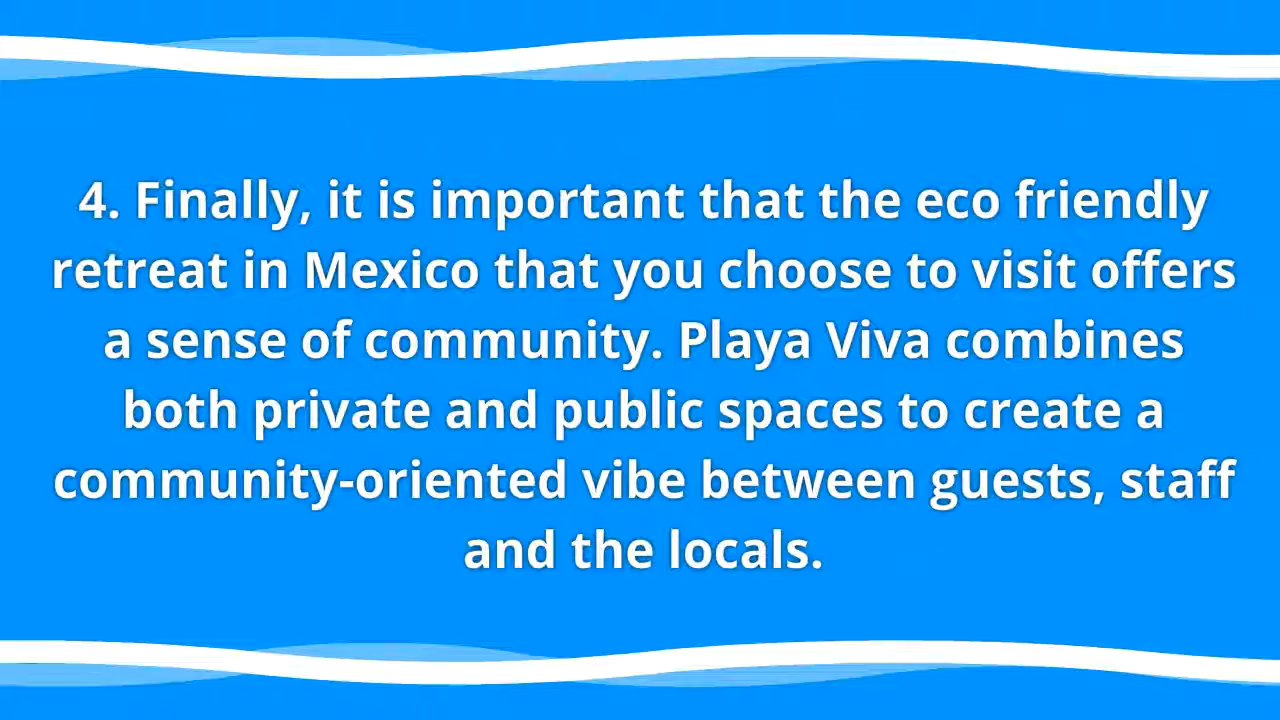 4. Finally, it is important that the eco friendly
retreat in Mexico that you choose to visit offers
a sense of community. Playa Viva combines
both private and public spaces to create a
community-oriented vibe between guests, staff
and the locals.